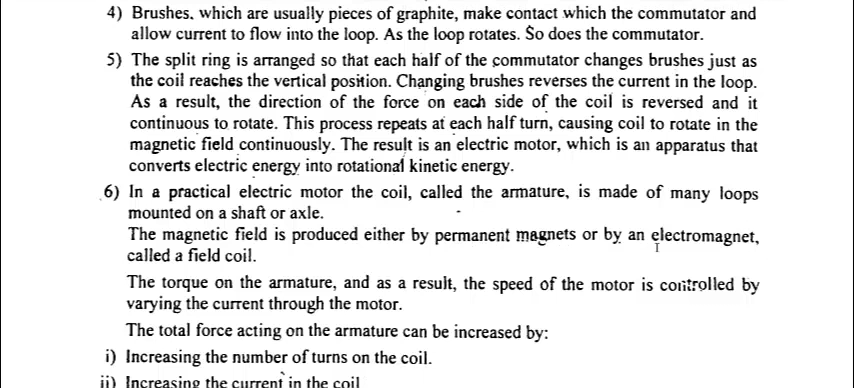 4) Brushes, which are usually pieces of graphite, make contact which the commutator and
allow current to flow into the loop. As the loop rotates. So does the commutator.
5) The split ring is arranged so that each half of the commutator changes brushes just as
the coil reaches the vertical position. Changing brushes reverses the current in the loop.
As a result, the direction of the force on each side of the coil is reversed and it
continuous to rotate. This process repeats at each half turn, causing coil to rotate in the
magnetic field continuously. The result is an electric motor, which is an apparatus that
converts electric energy into rotational kinetic energy.
6) In a practical electric motor the coil, called the armature, is made of many loops
mounted on a shaft or axle.
The magnetic field is produced either by permanent magnets or by an electromagnet,
called a field coil.
The torque on the armature, and as a result, the speed of the motor is controlled by
varying the current through the motor.
The total force acting on the armature can be increased by:
i) Increasing the number of turns on the coil.
ii) Increasing the current in the coil